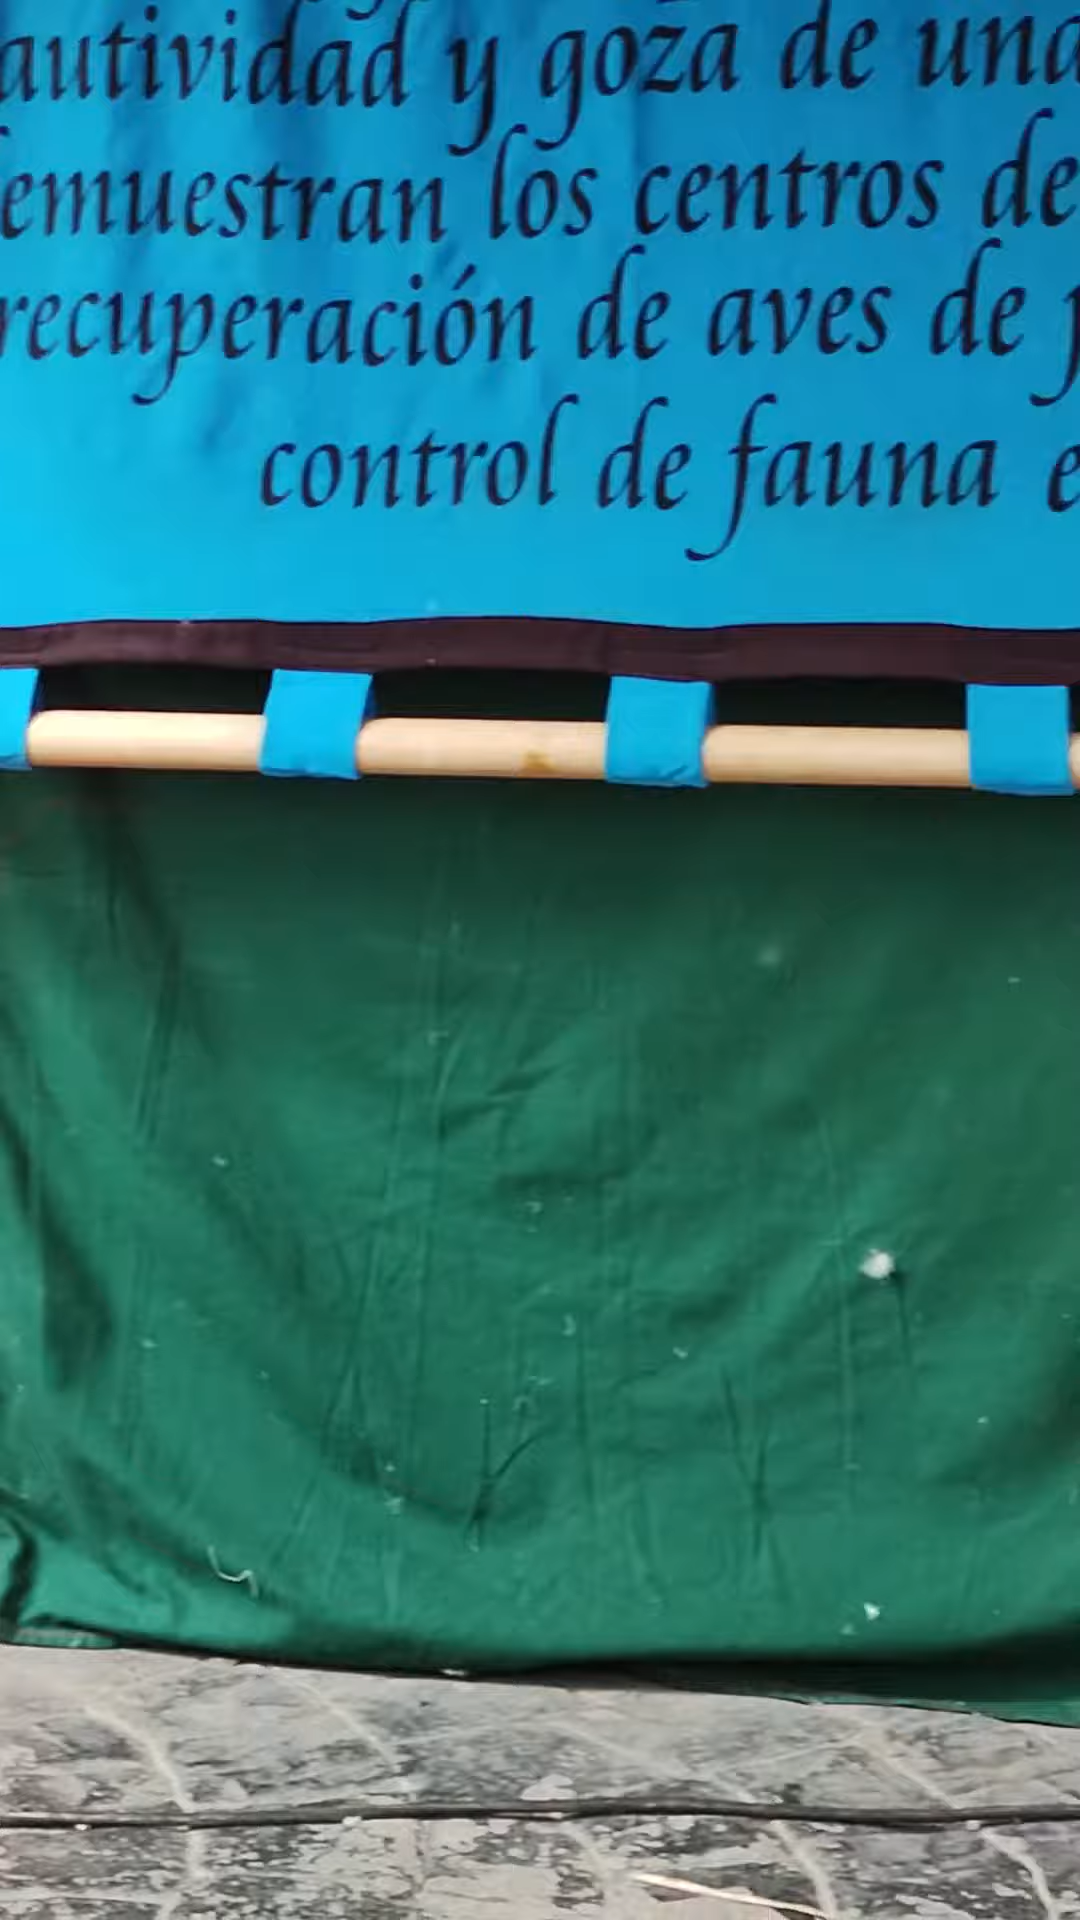 autividad y goza de una
emuestran los centros de
recuperación de aves de p
control de fauna e